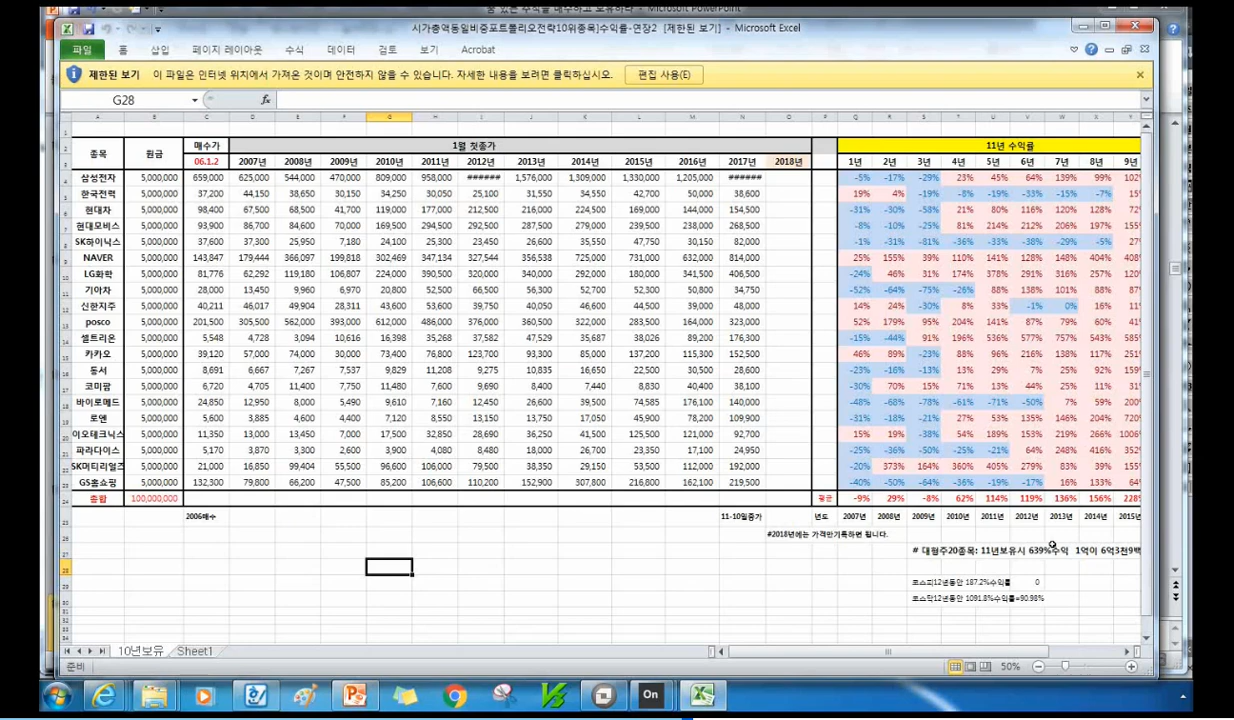 시가총액동일비중포트폴리오전략10위종목]수익률-연장2 [제한된 보기] - Microsoft Excel
파일 홈 삽입 페이지 레이아웃 수식 데이터 검토 보기 Acrobat
제한된 보기 이 파일은 인터넷 위치에서 가져온 것이며 안전하지 않을 수 있습니다. 자세한 내용을 보려면 클릭하십시오. 편집 사용(E)
G28 fx
종목 원금 매수가 1월 첫종가 11년 수익률
06.1.2 2007년 2008년 2009년 2010년 2011년 2012년 2013년 2014년 2015년 2016년 2017년 2018년 1년 2년 3년 4년 5년 6년 7년 8년 9년
삼성전자 5,000,000 659,000 625,000 544,000 470,000 809,000 958,000 ###### 1,576,000 1,309,000 1,330,000 1,205,000 ###### -5% -17% -29% 23% 45% 64% 139% 99% 102
한국전력 5,000,000 37,200 44,150 38,650 30,150 34,250 30,050 25,100 31,550 34,550 42,700 50,000 38,600 19% 4% -19% -8% -19% -33% -15% -7% 15
현대차 5,000,000 98,400 67,500 68,500 41,700 119,000 177,000 212,500 216,000 224,500 169,000 144,000 154,500 -31% -30% -58% 21% 80% 116% 120% 128% 72
현대모비스 5,000,000 93,900 86,700 84,600 70,000 169,500 294,500 292,500 287,500 279,000 239,500 238,000 268,500 -8% -10% -25% 81% 214% 212% 206% 197% 155
SK하이닉스 5,000,000 37,600 37,300 25,950 7,180 24,100 25,300 23,450 26,600 35,550 47,750 30,150 82,000 -1% -31% -81% -36% -33% -38% -29% -5% 27
NAVER 5,000,000 143,847 179,444 366,097 199,818 302,469 347,130 327,544 356,538 725,000 731,000 632,000 814,000 25% 155% 39% 110% 141% 128% 148% 404% 408
LG화학 5,000,000 81,776 62,292 119,180 106,807 224,000 390,500 320,000 340,000 292,000 180,000 341,500 406,500 -24% 46% 31% 174% 378% 291% 316% 257% 120
기아차 5,000,000 28,000 13,450 9,960 6,970 20,800 52,500 66,500 56,300 55,600 52,700 50,800 34,750 -52% -64% -75% -26% 88% 138% 101% 88% 87
신한지주 5,000,000 40,211 46,017 49,904 28,311 43,600 53,600 39,750 40,050 46,600 44,500 39,000 48,000 14% 24% -30% 8% 33% -1% 0% 16% 11
posco 5,000,000 201,500 305,500 562,000 393,000 612,000 486,000 376,000 360,500 322,000 283,500 164,000 323,000 52% 179% 95% 204% 141% 87% 79% 60% 41
셀트리온 5,000,000 5,548 4,728 3,094 10,616 16,398 35,268 37,582 47,529 35,687 38,026 89,200 176,300 -15% -44% 91% 196% 536% 577% 757% 543% 585
카카오 5,000,000 39,120 57,000 74,000 30,000 73,400 76,800 123,700 93,300 85,000 137,200 115,300 152,500 46% 89% -23% 88% 96% 216% 138% 117% 251
동서 5,000,000 8,691 6,667 7,267 7,537 9,829 11,208 9,275 10,835 16,650 22,500 30,500 28,600 -23% -16% -13% 13% 29% 7% 25% 92% 159
코미팜 5,000,000 6,720 4,705 11,400 7,750 11,480 7,600 9,690 8,400 7,440 8,830 40,400 38,100 -30% 70% 15% 71% 13% 44% 25% 11% 31
바이로메드 5,000,000 24,850 12,950 8,000 5,490 9,610 7,160 12,450 26,600 39,500 74,585 176,100 140,000 -48% -68% -78% -61% -71% -50% 7% 59% 200
로엔 5,000,000 5,600 3,885 4,600 4,400 7,120 8,550 13,150 13,750 17,050 45,900 78,200 109,900 -31% -18% -21% 27% 53% 135% 146% 204% 720
이오테크닉스 5,000,000 11,350 13,000 13,450 7,000 17,500 32,850 28,690 36,250 41,500 125,500 121,000 92,700 15% 19% -38% 54% 189% 153% 219% 266% 1006
파라다이스 5,000,000 5,170 3,870 3,300 2,600 3,900 4,080 8,480 18,000 26,700 23,350 17,100 24,950 -25% -36% -50% -25% -21% 64% 248% 416% 352
SK머티리얼즈 5,000,000 21,000 16,850 99,404 55,500 96,600 106,000 79,500 38,350 29,150 53,500 112,000 192,000 -20% 373% 164% 360% 405% 279% 83% 39% 155
GS홈쇼핑 5,000,000 132,300 79,800 66,200 47,500 85,200 106,600 110,200 152,900 307,800 216,800 162,100 219,500 -40% -50% -64% -36% -19% -17% 16% 133% 64
총합 100,000,000 평균 -9% 29% -8% 62% 114% 119% 136% 156% 228
2006매수 11-10일종가 년도 2007년 2008년 2009년 2010년 2011년 2012년 2013년 2014년 2015년
#2018년에는 가격만기록하면 됩니다.
# 대형주20종목: 11년보유시 639%수익 1억이 6억3천9백
코스피12년동안 187.2%수익률 0
코스닥12년동안 1091.8%수익률=90.98%
10년보유 Sheet1
준비 50%
On